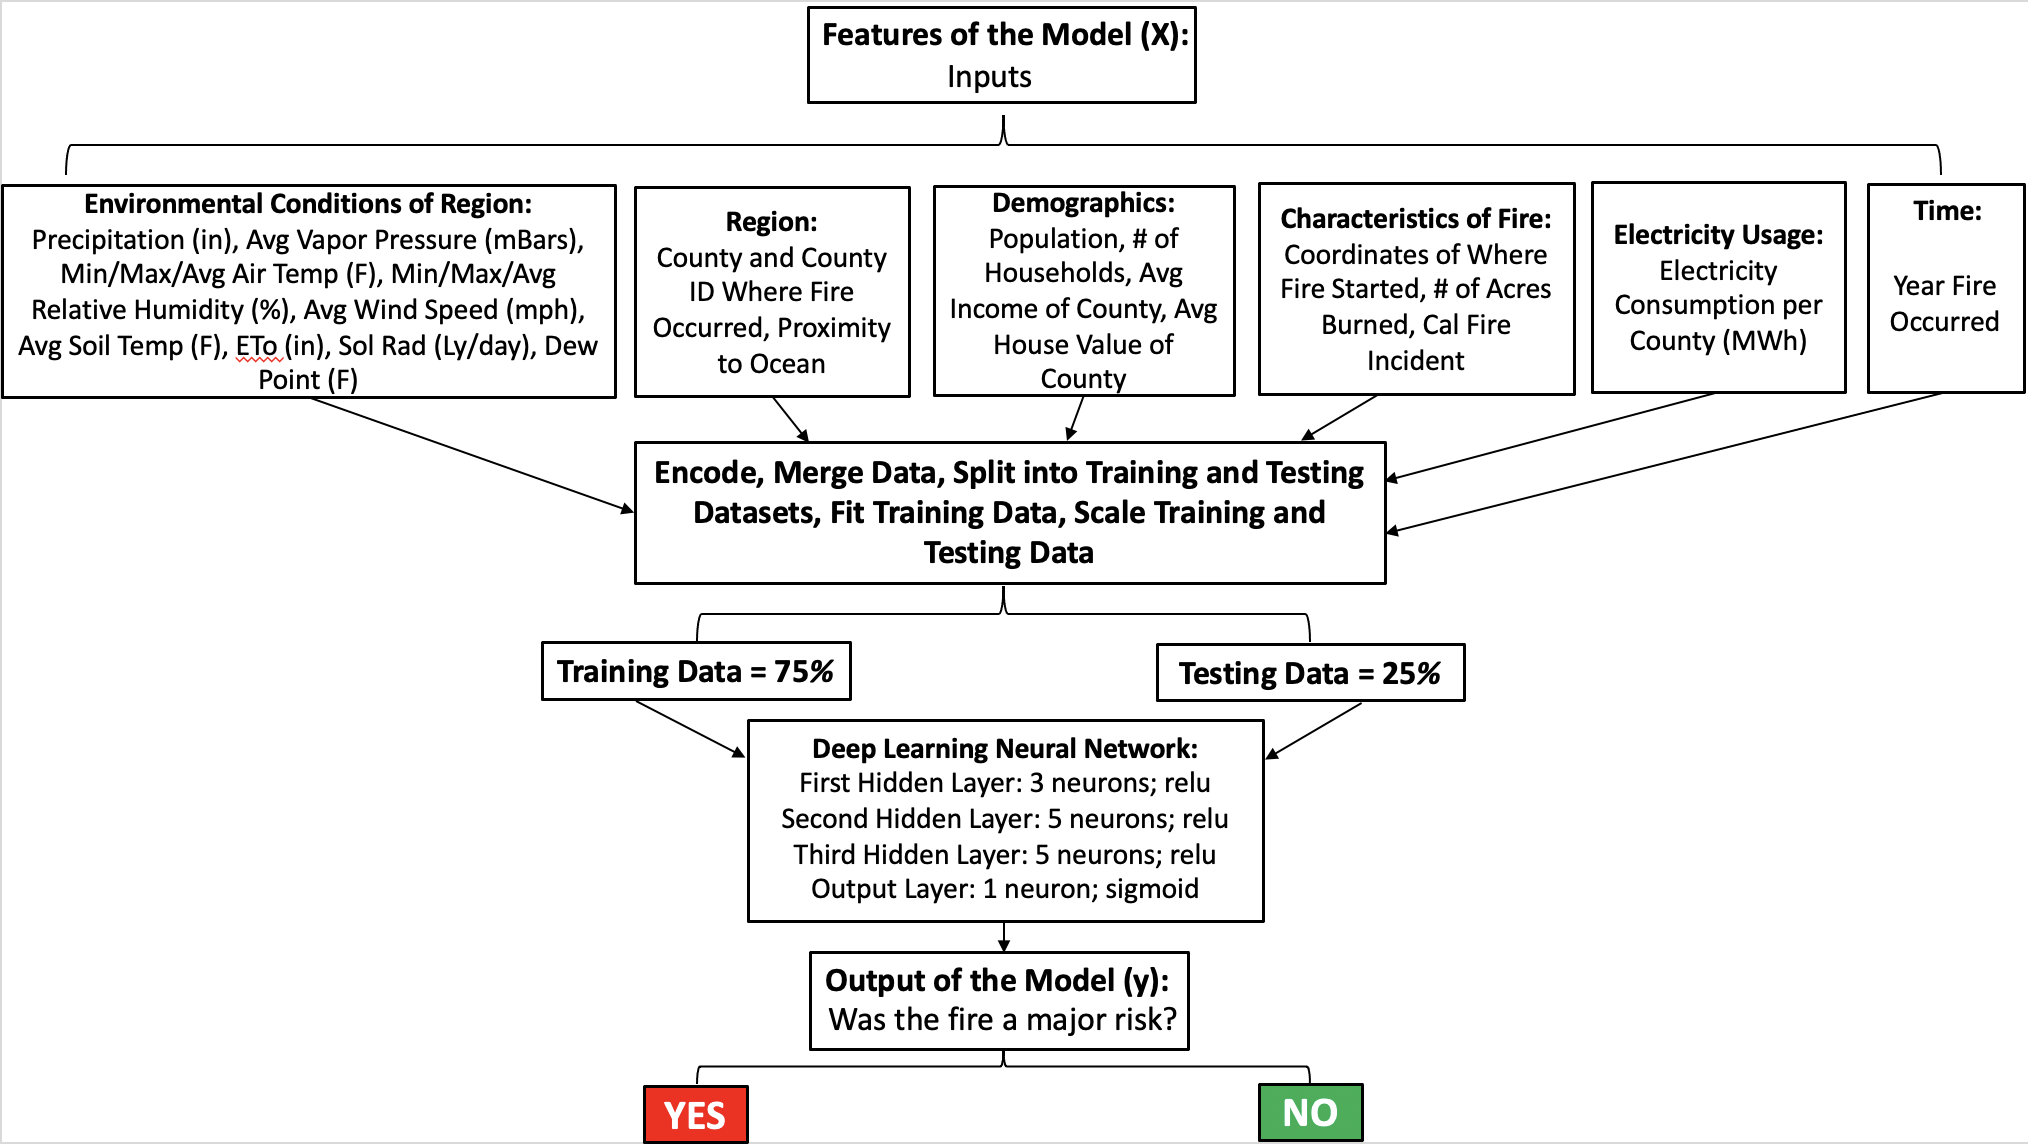 Features of the Model (X):
Inputs
Environmental Conditions of Region:
Precipitation (in), Avg Vapor Pressure (mBars),
Min/Max/Avg Air Temp (F), Min/Max/Avg
Relative Humidity (%), Avg Wind Speed (mph),
Avg Soil Temp (F), ETo (in), Sol Rad (Ly/day), Dew
Point (F)
Region:
County and County
ID Where Fire
Occurred, Proximity
to Ocean
Demographics:
Population, # of
Households, Avg
Income of County, Avg
House Value of
County
Characteristics of Fire:
Coordinates of Where
Fire Started, # of Acres
Burned, Cal Fire
Incident
Electricity Usage:
Electricity
Consumption per
County (MWh)
Time:
Year Fire
Occurred
Encode, Merge Data, Split into Training and Testing
Datasets, Fit Training Data, Scale Training and
Testing Data
Training Data = 75%
Testing Data = 25%
Deep Learning Neural Network:
First Hidden Layer: 3 neurons; relu
Second Hidden Layer: 5 neurons; relu
Third Hidden Layer: 5 neurons; relu
Output Layer: 1 neuron; sigmoid
Output of the Model (y):
Was the fire a major risk?
YES
NO